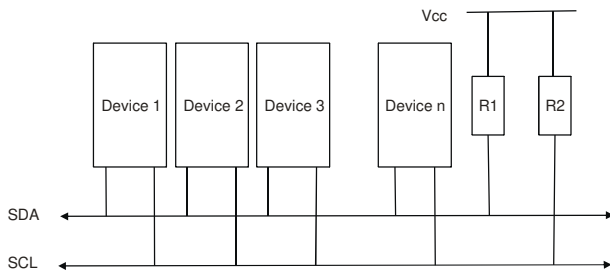 Vcc
Device 1
Device 2
Device 3
Device n
R1
R2
SDA
SCL